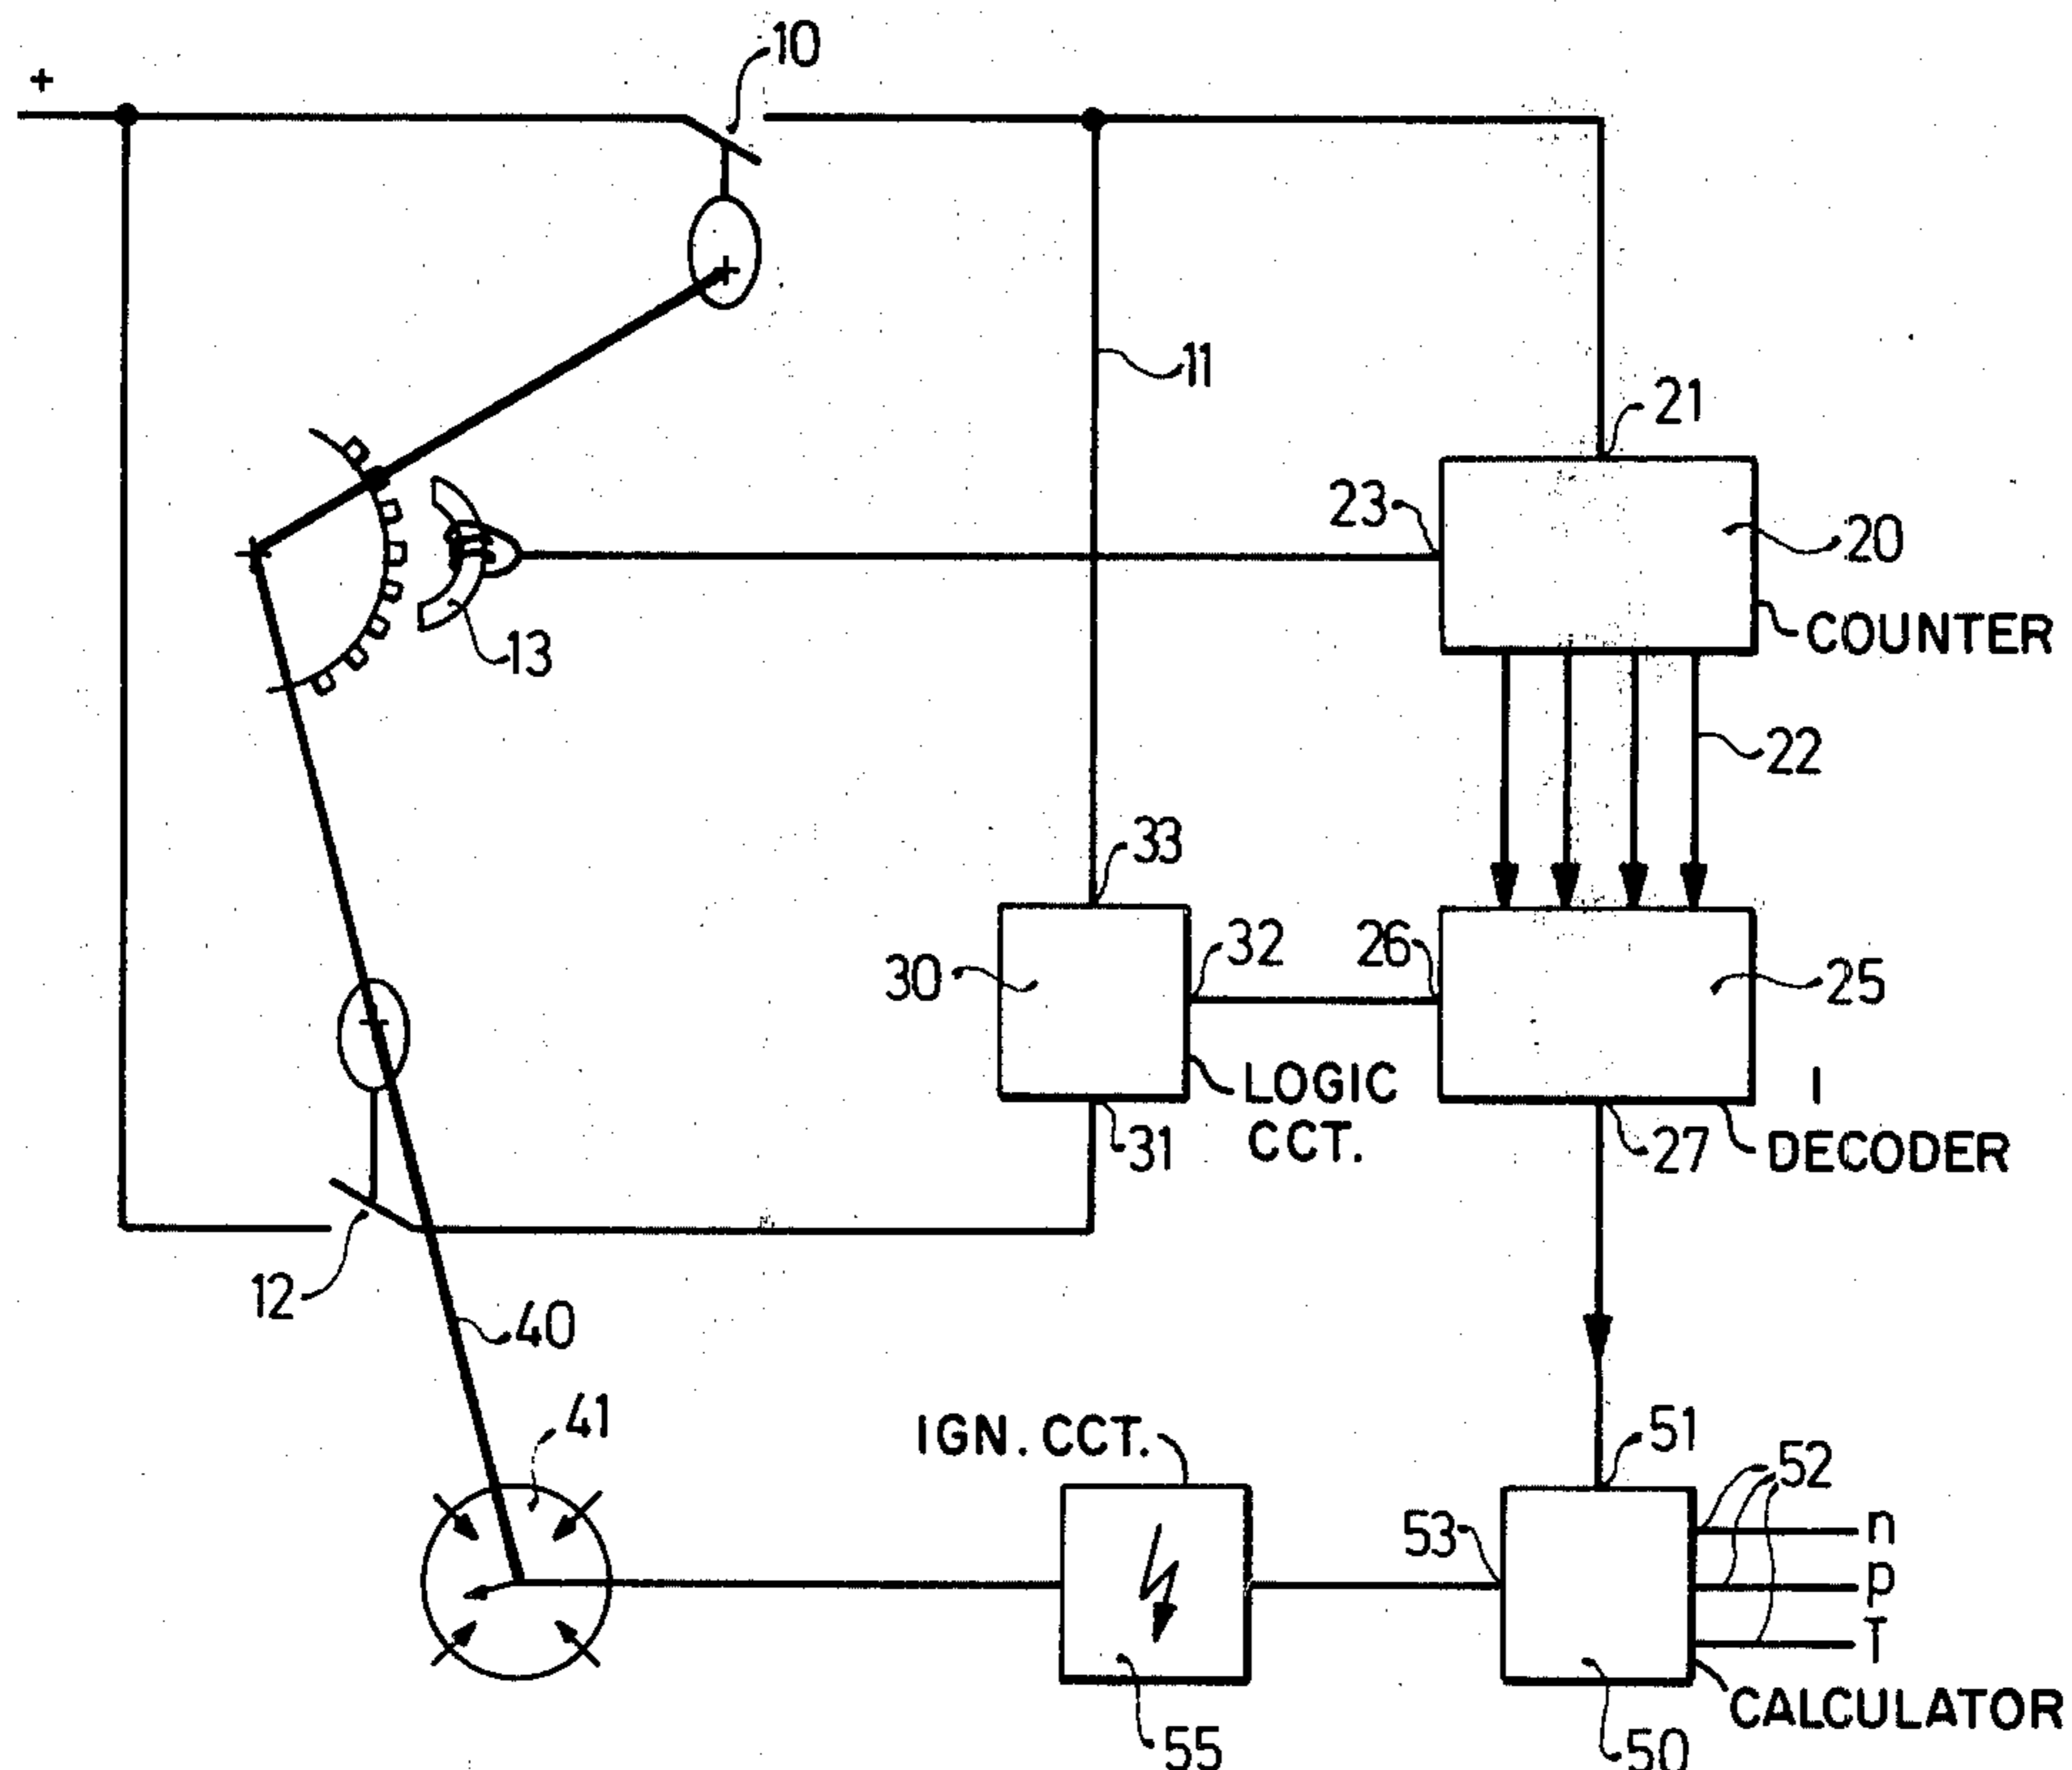 +
10
11
21
23
20
COUNTER
13
22
33
30
32
26
25
LOGIC
CCT.
31
27
DECODER
12
40
41
IGN. CCT.
51
52
n
p
T
53
CALCULATOR
55
50